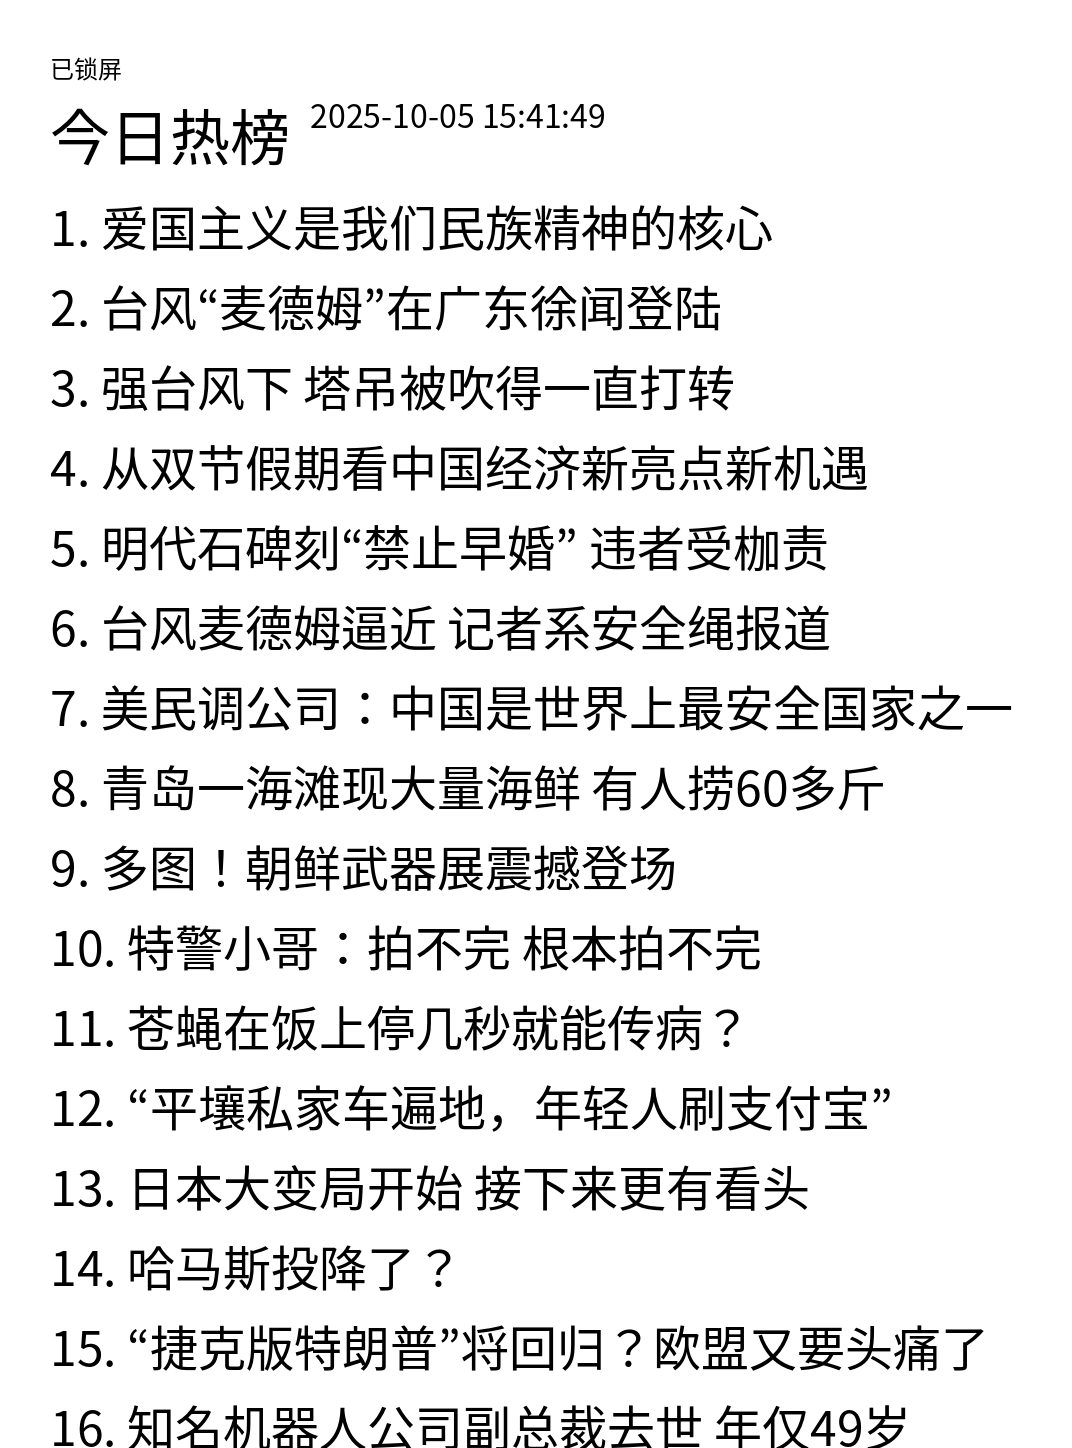 已锁屏
今日热榜 2025-10-05 15:41:49
1. 爱国主义是我们民族精神的核心
2. 台风“麦德姆”在广东徐闻登陆
3. 强台风下 塔吊被吹得一直打转
4. 从双节假期看中国经济新亮点新机遇
5. 明代石碑刻“禁止早婚” 违者受枷责
6. 台风麦德姆逼近 记者系安全绳报道
7. 美民调公司：中国是世界上最安全国家之一
8. 青岛一海滩现大量海鲜 有人捞60多斤
9. 多图！朝鲜武器展震撼登场
10. 特警小哥：拍不完 根本拍不完
11. 苍蝇在饭上停几秒就能传病？
12. “平壤私家车遍地，年轻人刷支付宝”
13. 日本大变局开始 接下来更有看头
14. 哈马斯投降了？
15. “捷克版特朗普”将回归？欧盟又要头痛了
16. 知名机器人公司副总裁去世 年仅49岁